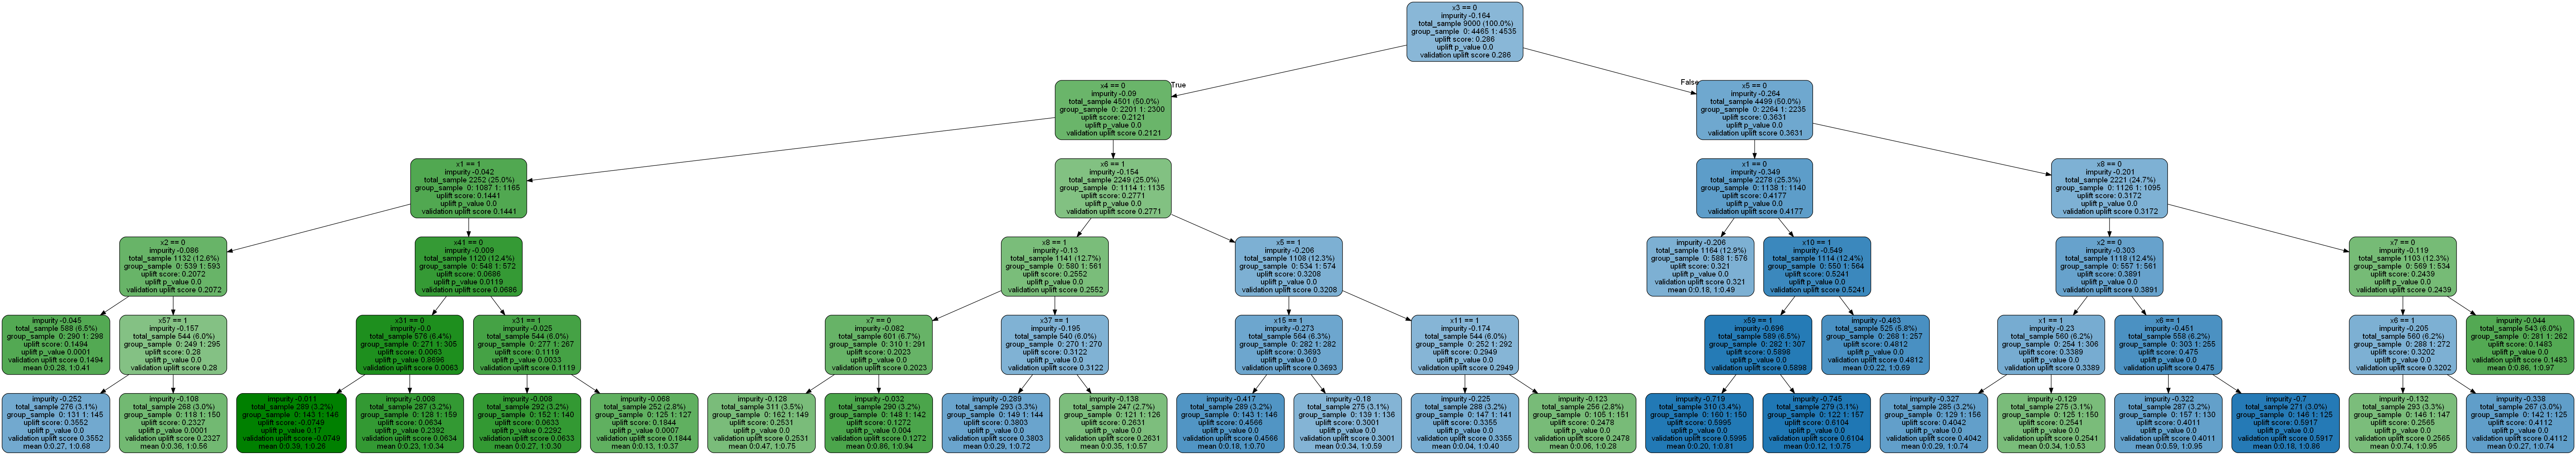 x3 == 0
impurity -0.164
total_sample 9000 (100.0%)
group_sample 0: 4465 1: 4535
uplift score: 0.286
uplift p_value 0.0
validation uplift score 0.286
True
False
x4 == 0
impurity -0.09
total_sample 4501 (50.0%)
group_sample 0: 2201 1: 2300
uplift score: 0.2121
uplift p_value 0.0
validation uplift score 0.2121
x5 == 0
impurity -0.264
total_sample 4499 (50.0%)
group_sample 0: 2264 1: 2235
uplift score: 0.3631
uplift p_value 0.0
validation uplift score 0.3631
x1 == 1
impurity -0.042
total_sample 2252 (25.0%)
group_sample 0: 1087 1: 1165
uplift score: 0.1441
uplift p_value 0.0
validation uplift score 0.1441
x6 == 1
impurity -0.154
total_sample 2249 (25.0%)
group_sample 0: 1114 1: 1135
uplift score: 0.2771
uplift p_value 0.0
validation uplift score 0.2771
x1 == 0
impurity -0.349
total_sample 2278 (25.3%)
group_sample 0: 1138 1: 1140
uplift score: 0.4177
uplift p_value 0.0
validation uplift score 0.4177
x8 == 0
impurity -0.201
total_sample 2221 (24.7%)
group_sample 0: 1126 1: 1095
uplift score: 0.3172
uplift p_value 0.0
validation uplift score 0.3172
x2 == 0
impurity -0.086
total_sample 1132 (12.6%)
group_sample 0: 539 1: 593
uplift score: 0.2072
uplift p_value 0.0
validation uplift score 0.2072
x41 == 0
impurity -0.009
total_sample 1120 (12.4%)
group_sample 0: 548 1: 572
uplift score: 0.0686
uplift p_value 0.0119
validation uplift score 0.0686
x8 == 1
impurity -0.13
total_sample 1141 (12.7%)
group_sample 0: 580 1: 561
uplift score: 0.2552
uplift p_value 0.0
validation uplift score 0.2552
x5 == 1
impurity -0.206
total_sample 1108 (12.3%)
group_sample 0: 534 1: 574
uplift score: 0.3208
uplift p_value 0.0
validation uplift score 0.3208
impurity -0.206
total_sample 1164 (12.9%)
group_sample 0: 588 1: 576
uplift score: 0.321
uplift p_value 0.0
validation uplift score 0.321
mean 0:0.18, 1:0.49
x10 == 1
impurity -0.549
total_sample 1114 (12.4%)
group_sample 0: 550 1: 564
uplift score: 0.5241
uplift p_value 0.0
validation uplift score 0.5241
x2 == 0
impurity -0.303
total_sample 1118 (12.4%)
group_sample 0: 557 1: 561
uplift score: 0.3891
uplift p_value 0.0
validation uplift score 0.3891
x7 == 0
impurity -0.119
total_sample 1103 (12.3%)
group_sample 0: 569 1: 534
uplift score: 0.2439
uplift p_value 0.0
validation uplift score 0.2439
impurity -0.045
total_sample 588 (6.5%)
group_sample 0: 290 1: 298
uplift score: 0.1494
uplift p_value 0.0001
validation uplift score 0.1494
mean 0:0.28, 1:0.41
x57 == 1
impurity -0.157
total_sample 544 (6.0%)
group_sample 0: 249 1: 295
uplift score: 0.28
uplift p_value 0.0
validation uplift score 0.28
x31 == 0
impurity -0.0
total_sample 576 (6.4%)
group_sample 0: 271 1: 305
uplift score: 0.0063
uplift p_value 0.8696
validation uplift score 0.0063
x31 == 1
impurity -0.025
total_sample 544 (6.0%)
group_sample 0: 277 1: 267
uplift score: 0.1119
uplift p_value 0.0033
validation uplift score 0.1119
x7 == 0
impurity -0.082
total_sample 601 (6.7%)
group_sample 0: 310 1: 291
uplift score: 0.2023
uplift p_value 0.0
validation uplift score 0.2023
x37 == 1
impurity -0.195
total_sample 540 (6.0%)
group_sample 0: 270 1: 270
uplift score: 0.3122
uplift p_value 0.0
validation uplift score 0.3122
x15 == 1
impurity -0.273
total_sample 564 (6.3%)
group_sample 0: 282 1: 282
uplift score: 0.3693
uplift p_value 0.0
validation uplift score 0.3693
x11 == 1
impurity -0.174
total_sample 544 (6.0%)
group_sample 0: 252 1: 292
uplift score: 0.2949
uplift p_value 0.0
validation uplift score 0.2949
x59 == 1
impurity -0.696
total_sample 589 (6.5%)
group_sample 0: 282 1: 307
uplift score: 0.5898
uplift p_value 0.0
validation uplift score 0.5898
impurity -0.463
total_sample 525 (5.8%)
group_sample 0: 268 1: 257
uplift score: 0.4812
uplift p_value 0.0
validation uplift score 0.4812
mean 0:0.22, 1:0.69
x1 == 1
impurity -0.23
total_sample 560 (6.2%)
group_sample 0: 254 1: 306
uplift score: 0.3389
uplift p_value 0.0
validation uplift score 0.3389
x6 == 1
impurity -0.451
total_sample 558 (6.2%)
group_sample 0: 303 1: 255
uplift score: 0.475
uplift p_value 0.0
validation uplift score 0.475
x6 == 1
impurity -0.205
total_sample 560 (6.2%)
group_sample 0: 288 1: 272
uplift score: 0.3202
uplift p_value 0.0
validation uplift score 0.3202
impurity -0.044
total_sample 543 (6.0%)
group_sample 0: 281 1: 262
uplift score: 0.1483
uplift p_value 0.0
validation uplift score 0.1483
mean 0:0.86, 1:0.97
impurity -0.252
total_sample 276 (3.1%)
group_sample 0: 131 1: 145
uplift score: 0.3552
uplift p_value 0.0
validation uplift score 0.3552
mean 0:0.27, 1:0.68
impurity -0.108
total_sample 268 (3.0%)
group_sample 0: 118 1: 150
uplift score: 0.2327
uplift p_value 0.0001
validation uplift score 0.2327
mean 0:0.36, 1:0.56
impurity -0.011
total_sample 289 (3.2%)
group_sample 0: 143 1: 146
uplift score: -0.0749
uplift p_value 0.17
validation uplift score -0.0749
mean 0:0.38, 1:0.26
impurity -0.008
total_sample 287 (3.2%)
group_sample 0: 128 1: 159
uplift score: 0.0634
uplift p_value 0.2392
validation uplift score 0.0634
mean 0:0.23, 1:0.34
impurity -0.008
total_sample 292 (3.2%)
group_sample 0: 152 1: 140
uplift score: 0.0633
uplift p_value 0.2292
validation uplift score 0.0633
mean 0:0.27, 1:0.30
impurity -0.068
total_sample 252 (2.8%)
group_sample 0: 125 1: 127
uplift score: 0.1844
uplift p_value 0.0007
validation uplift score 0.1844
mean 0:0.13, 1:0.37
impurity -0.128
total_sample 311 (3.5%)
group_sample 0: 162 1: 149
uplift score: 0.2531
uplift p_value 0.0
validation uplift score 0.2531
mean 0:0.47, 1:0.75
impurity -0.032
total_sample 290 (3.2%)
group_sample 0: 148 1: 142
uplift score: 0.1272
uplift p_value 0.004
validation uplift score 0.1272
mean 0:0.86, 1:0.94
impurity -0.289
total_sample 293 (3.3%)
group_sample 0: 149 1: 144
uplift score: 0.3803
uplift p_value 0.0
validation uplift score 0.3803
mean 0:0.29, 1:0.72
impurity -0.138
total_sample 247 (2.7%)
group_sample 0: 121 1: 126
uplift score: 0.2631
uplift p_value 0.0
validation uplift score 0.2631
mean 0:0.35, 1:0.57
impurity -0.417
total_sample 289 (3.2%)
group_sample 0: 143 1: 146
uplift score: 0.4566
uplift p_value 0.0
validation uplift score 0.4566
mean 0:0.18, 1:0.70
impurity -0.18
total_sample 275 (3.1%)
group_sample 0: 139 1: 136
uplift score: 0.3001
uplift p_value 0.0
validation uplift score 0.3001
mean 0:0.34, 1:0.59
impurity -0.225
total_sample 288 (3.2%)
group_sample 0: 147 1: 141
uplift score: 0.3355
uplift p_value 0.0
validation uplift score 0.3355
mean 0:0.04, 1:0.40
impurity -0.123
total_sample 256 (2.8%)
group_sample 0: 105 1: 151
uplift score: 0.2478
uplift p_value 0.0
validation uplift score 0.2478
mean 0:0.06, 1:0.28
impurity -0.719
total_sample 310 (3.4%)
group_sample 0: 160 1: 150
uplift score: 0.5995
uplift p_value 0.0
validation uplift score 0.5995
mean 0:0.20, 1:0.81
impurity -0.745
total_sample 279 (3.1%)
group_sample 0: 122 1: 157
uplift score: 0.6104
uplift p_value 0.0
validation uplift score 0.6104
mean 0:0.12, 1:0.75
impurity -0.327
total_sample 285 (3.2%)
group_sample 0: 129 1: 156
uplift score: 0.4042
uplift p_value 0.0
validation uplift score 0.4042
mean 0:0.29, 1:0.74
impurity -0.129
total_sample 275 (3.1%)
group_sample 0: 125 1: 150
uplift score: 0.2541
uplift p_value 0.0
validation uplift score 0.2541
mean 0:0.34, 1:0.53
impurity -0.322
total_sample 287 (3.2%)
group_sample 0: 157 1: 130
uplift score: 0.4011
uplift p_value 0.0
validation uplift score 0.4011
mean 0:0.59, 1:0.95
impurity -0.7
total_sample 271 (3.0%)
group_sample 0: 146 1: 125
uplift score: 0.5917
uplift p_value 0.0
validation uplift score 0.5917
mean 0:0.18, 1:0.86
impurity -0.132
total_sample 293 (3.3%)
group_sample 0: 146 1: 147
uplift score: 0.2565
uplift p_value 0.0
validation uplift score 0.2565
mean 0:0.74, 1:0.95
impurity -0.338
total_sample 267 (3.0%)
group_sample 0: 142 1: 125
uplift score: 0.4112
uplift p_value 0.0
validation uplift score 0.4112
mean 0:0.27, 1:0.74